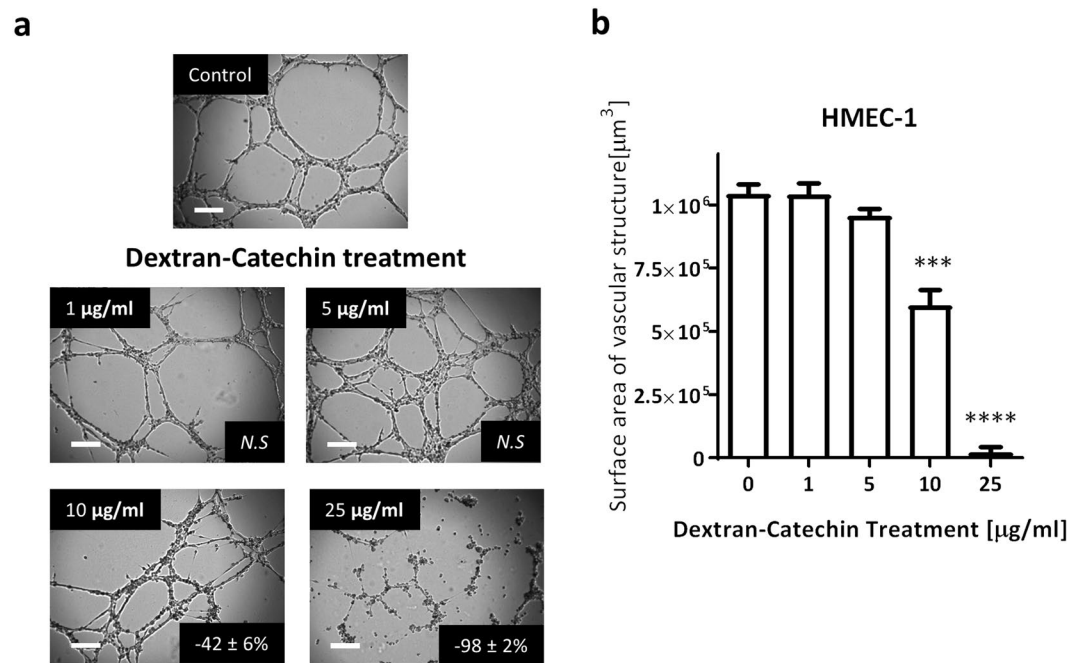 a
Control
Dextran-Catechin treatment
1 µg/ml
N.S
5 µg/ml
N.S
10 µg/ml
-42 ± 6%
25 µg/ml
-98 ± 2%
b
HMEC-1
Surface area of vascular structure[µm³]
1×10⁶
7.5×10⁵
5×10⁵
2.5×10⁵
0
***
****
0 1 5 10 25
Dextran-Catechin Treatment [µg/ml]